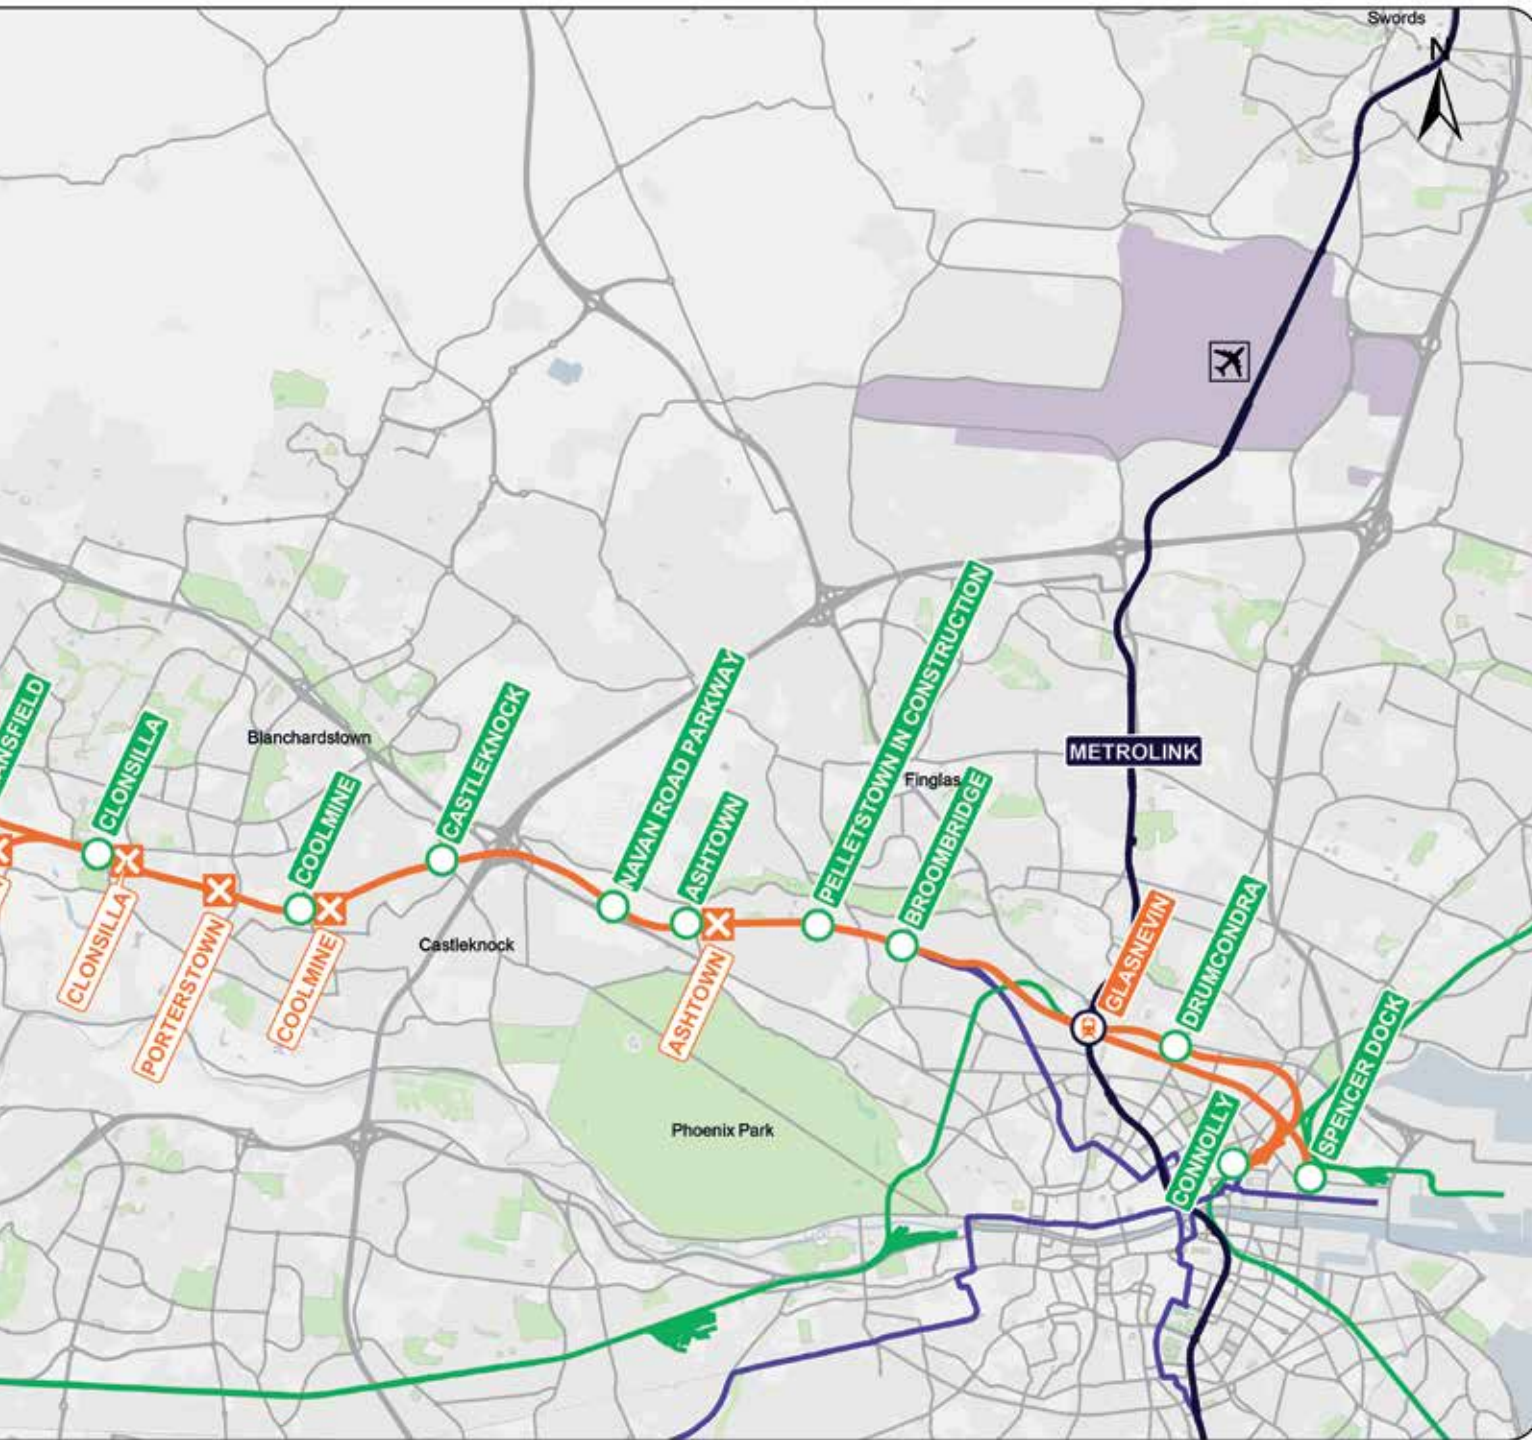 Swords
N
METROLINK
Blanchardstown
Finglas
Castleknock
Phoenix Park
ANSFIELD
CLONSILLA
COOLMINE
CASTLEKNOCK
NAVAN ROAD PARKWAY
ASHTOWN
PELLETSTOWN IN CONSTRUCTION
BROOMBRIDGE
GLASNEVIN
DRUMCONDRA
CONNOLLY
SPENCER DOCK
CLONSILLA
PORTERSTOWN
COOLMINE
ASHTOWN